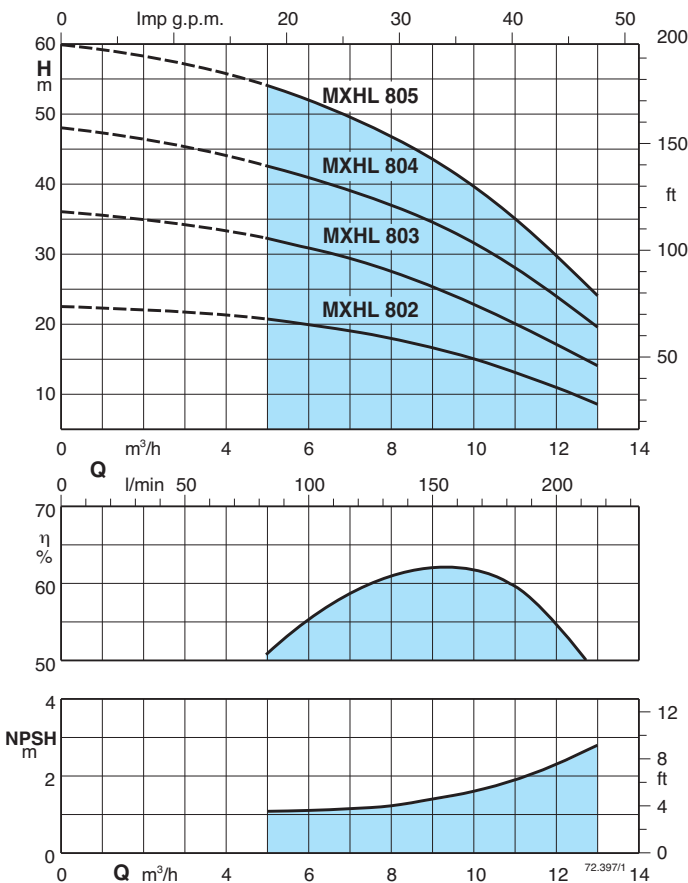 0 Imp g.p.m. 20 30 40 50
60 200
H
m
MXHL 805
50
150
MXHL 804
40
ft
MXHL 803
30 100
MXHL 802
20
50
10
0 m³/h 4 6 8 10 12 14
Q
0 l/min 50 100 150 200
70
η
%
60
50
4
12
NPSH
m
8
ft
2
4
0 0
0 Q m³/h 4 6 8 10 12 72.397/1 14